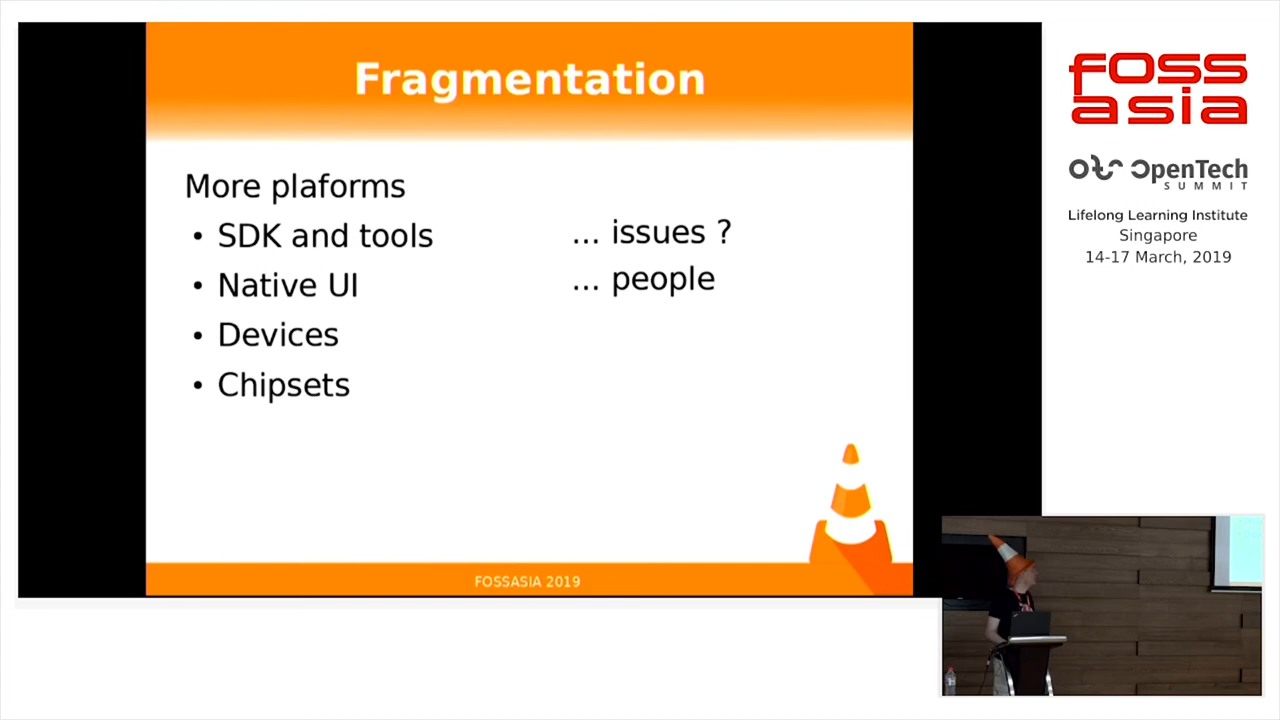 Fragmentation
More plaforms
• SDK and tools
• Native UI
• Devices
• Chipsets
... issues ?
... people
FOSSASIA 2019
FOSS
asia
OTS OpenTech
SUMMIT
Lifelong Learning Institute
Singapore
14-17 March, 2019